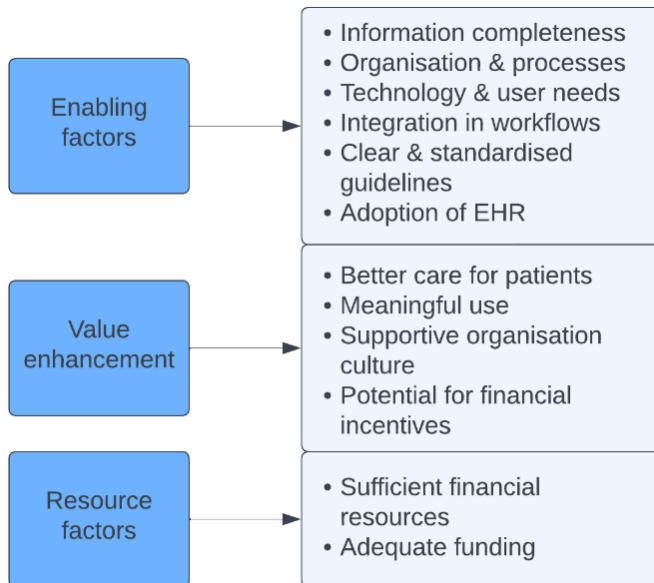 Enabling
factors
• Information completeness
• Organisation & processes
• Technology & user needs
• Integration in workflows
• Clear & standardised
guidelines
• Adoption of EHR
Value
enhancement
• Better care for patients
• Meaningful use
• Supportive organisation
culture
• Potential for financial
incentives
Resource
factors
• Sufficient financial
resources
• Adequate funding